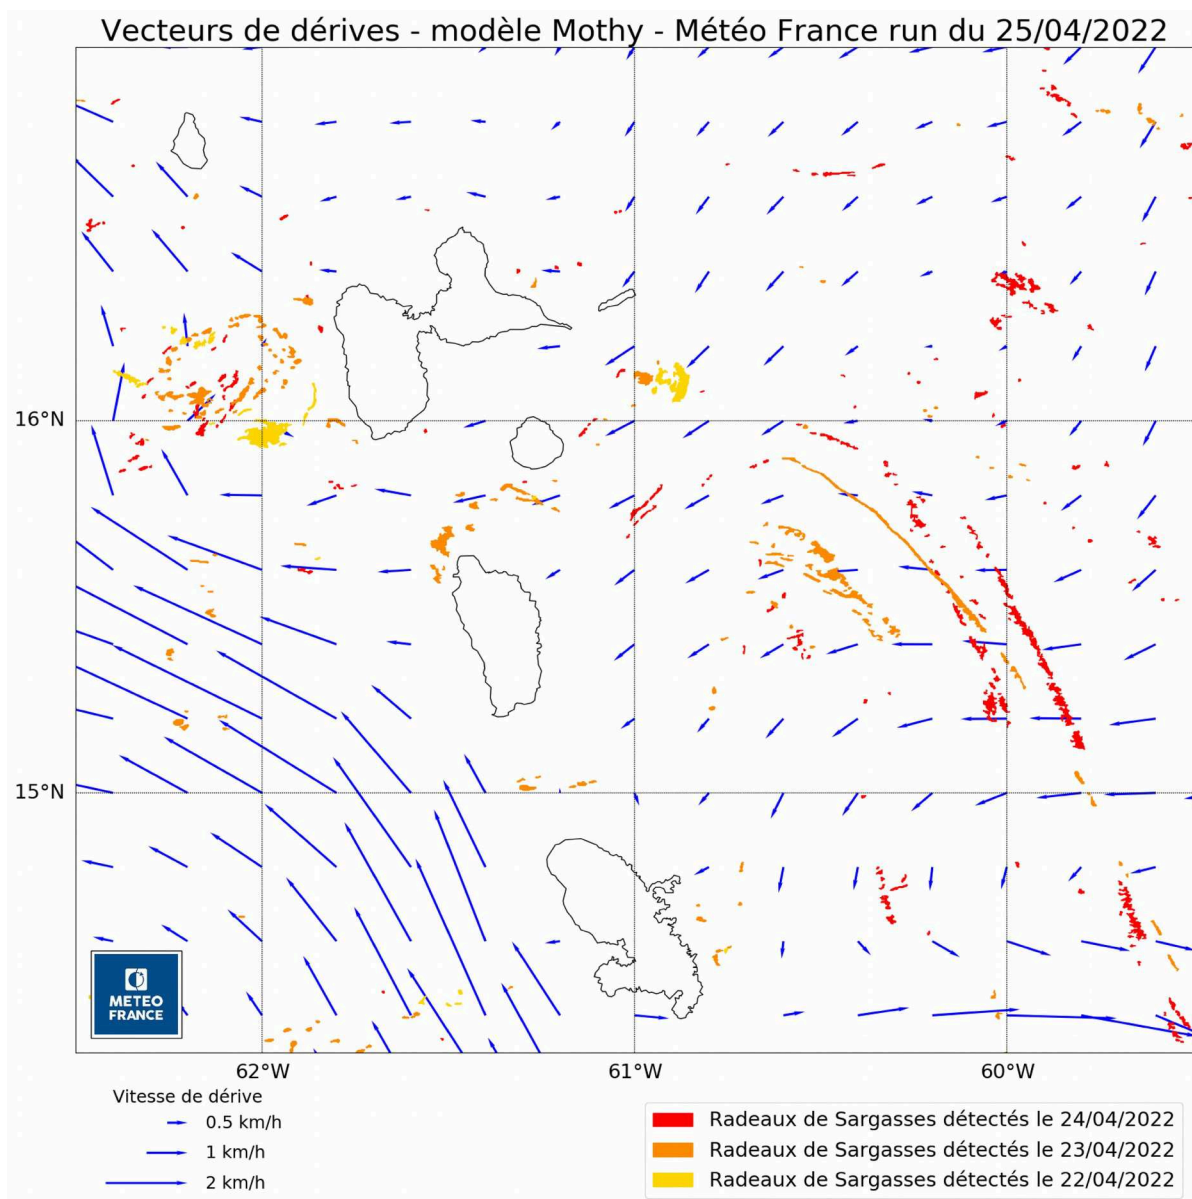 Vecteurs de dérives - modèle Mothy - Météo France run du 25/04/2022
16°N
15°N
METEO
FRANCE
62°W
61°W
60°W
Vitesse de dérive
0.5 km/h
1 km/h
2 km/h
Radeaux de Sargasses détectés le 24/04/2022
Radeaux de Sargasses détectés le 23/04/2022
Radeaux de Sargasses détectés le 22/04/2022